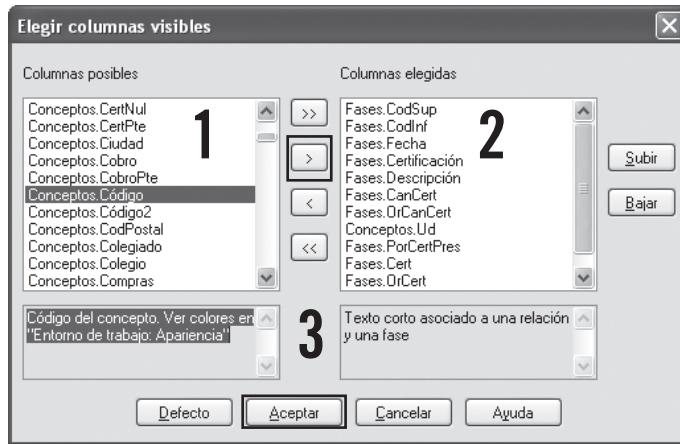 Elegir columnas visibles
Columnas posibles
Conceptos.CertNul
Conceptos.CertPte
Conceptos.Ciudad
Conceptos.Cobro
Conceptos.CobroPte
Conceptos.Código
Conceptos.Código2
Conceptos.CodPostal
Conceptos.Colegiado
Conceptos.Colegio
Conceptos.Compras
1
>>
>
<
<<
Columnas elegidas
Fases.CodSup
Fases.CodInf
Fases.Fecha
Fases.Certificación
Fases.Descripción
Fases.CanCert
Fases.OrCanCert
Conceptos.Ud
Fases.PorCertPres
Fases.Cert
Fases.OrCert
2
Subir
Bajar
Código del concepto. Ver colores en
"Entorno de trabajo: Apariencia"
3
Texto corto asociado a una relación
y una fase
Defecto
Aceptar
Cancelar
Ayuda